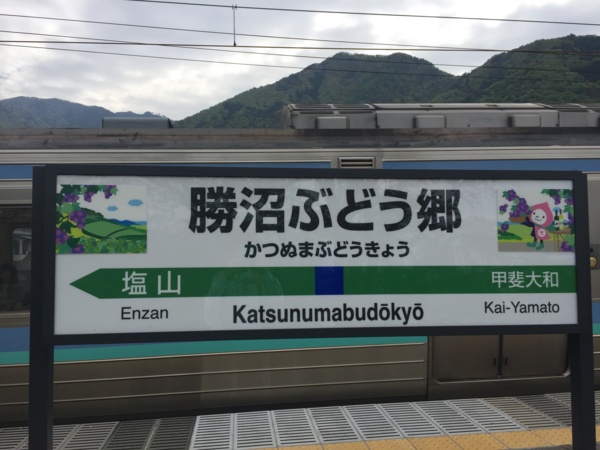 勝沼ぶどう郷
かつぬまぶどうきょう
塩山
甲斐大和
Enzan
Katsunumabudōkyō
Kai-Yamato